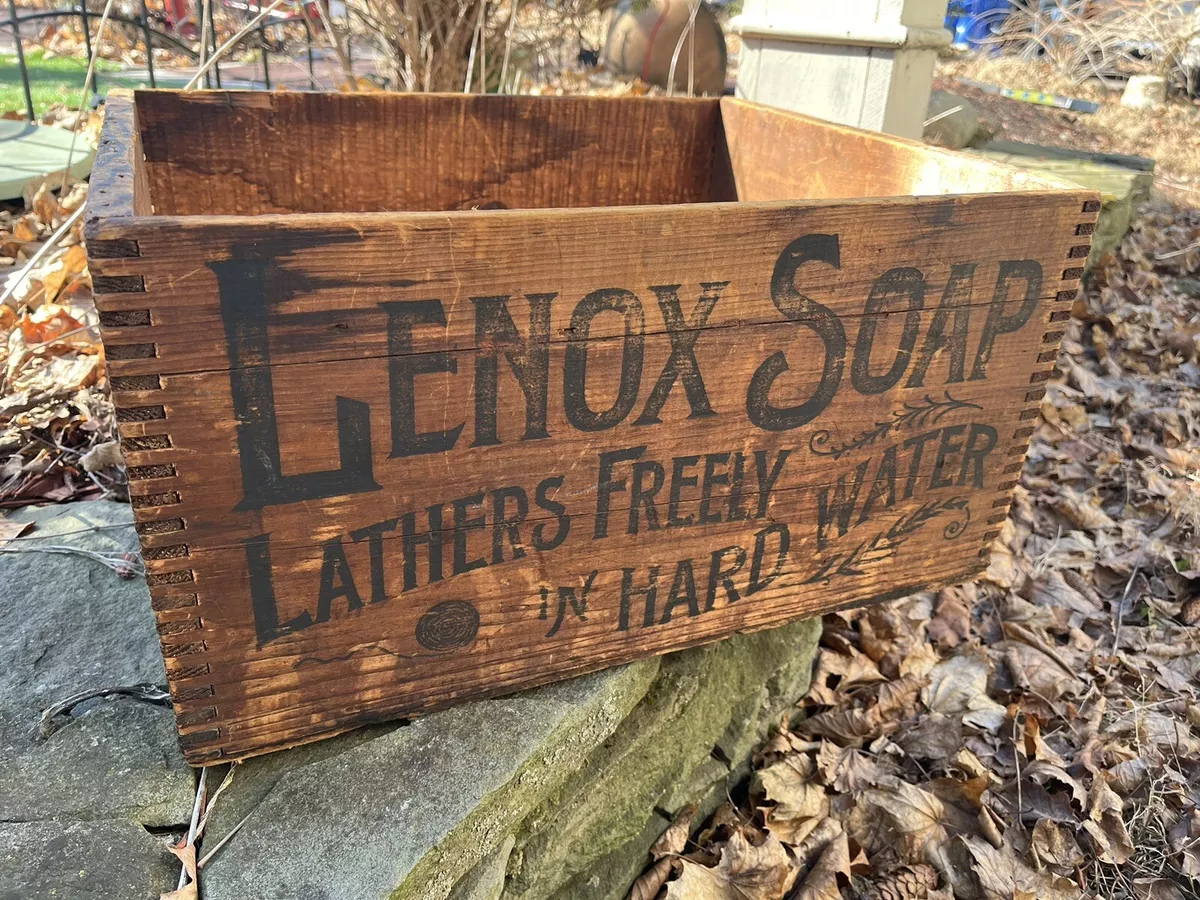 LENOX SOAP
LATHERS FREELY
IN HARD WATER